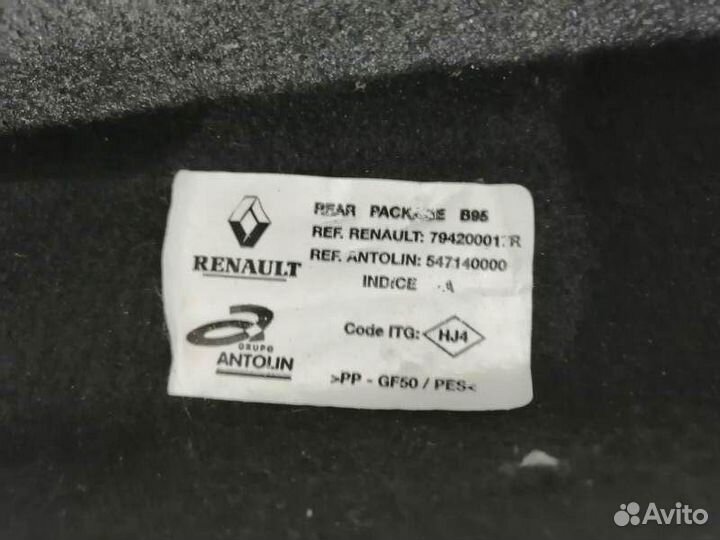 RENAULT
REAR PACKAGE B95
REF. RENAULT: 794200017R
REF. ANTOLIN: 547140000
INDICE A
GRUPO
ANTOLIN
Code ITG: HJ4
>PP - GF50 / PES<
Avito